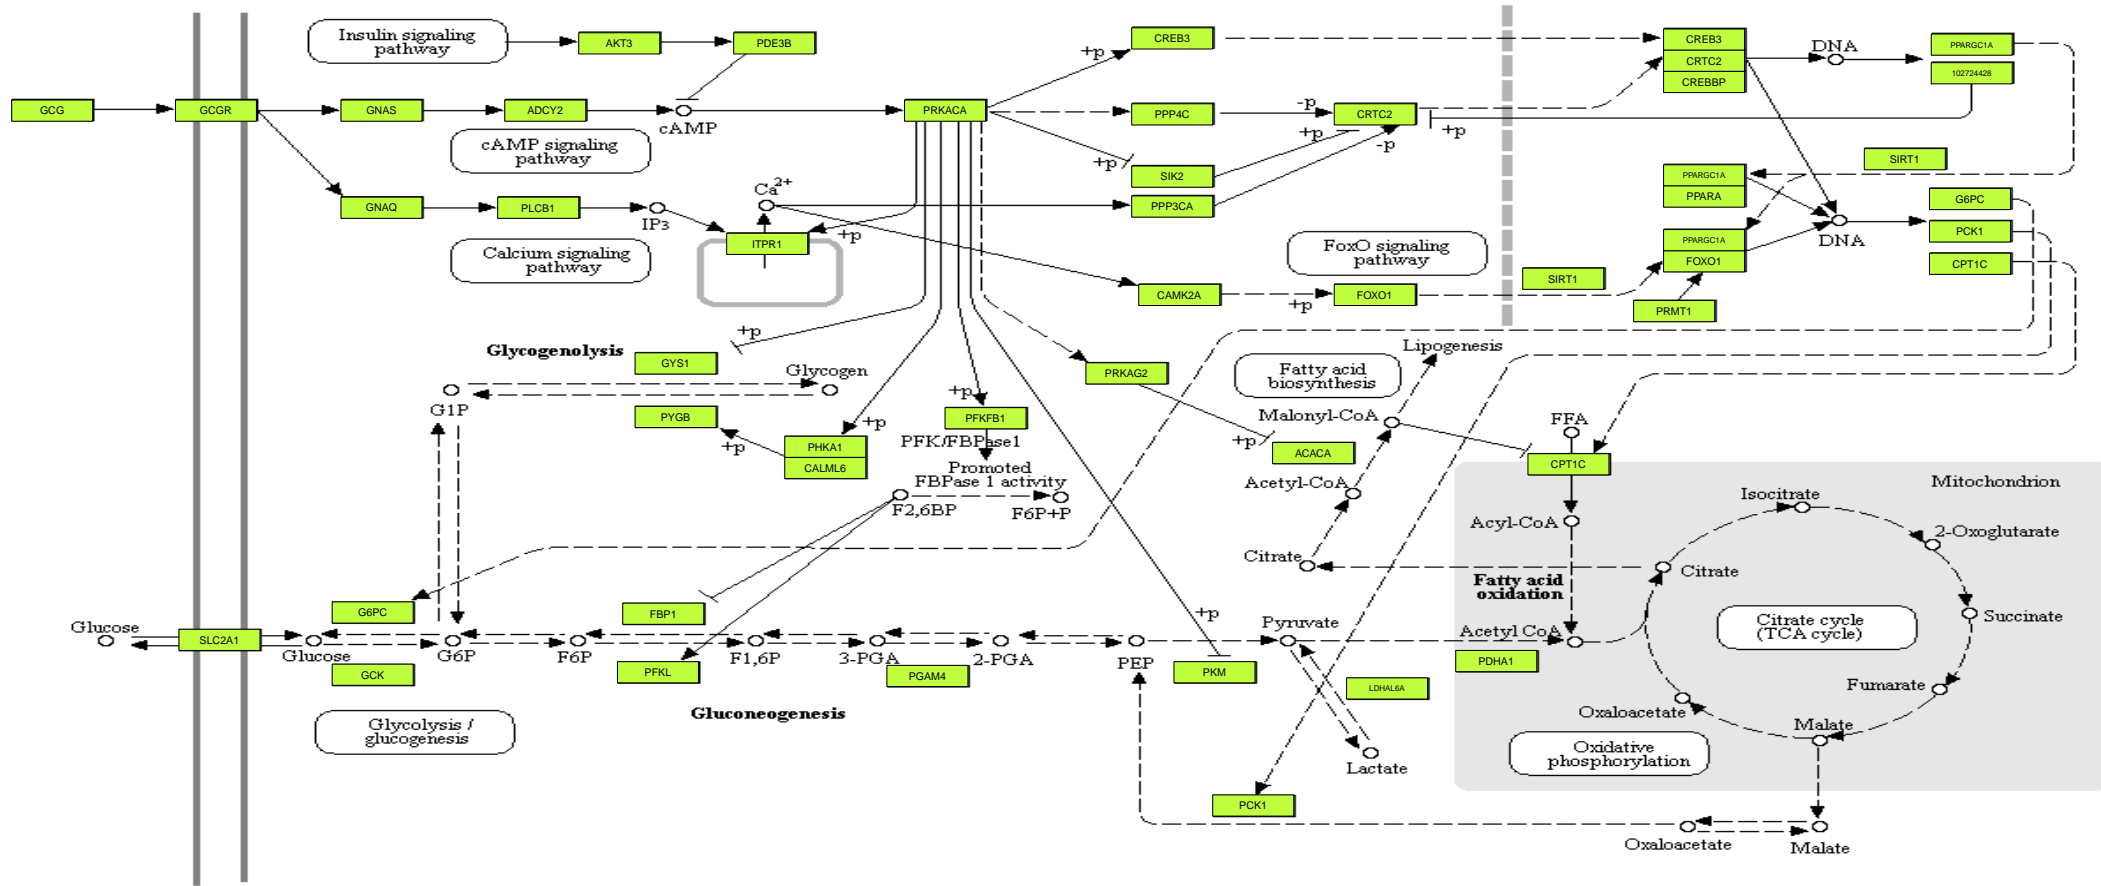 Insulin signaling
pathway
AKT3
PDE3B
+p
CREB3
CREB3
CRTC2
CREBBP
DNA
PPARGC1A
102724428
GCG
GCGR
GNAS
ADCY2
cAMP
PRKACA
PPP4C
-p
CRTC2
+p
cAMP signaling
pathway
+p
+p
-p
SIK2
SIRT1
GNAQ
PLCB1
IP3
Ca2+
PPP3CA
PPARGC1A
PPARA
G6PC
ITPR1
+p
Calcium signaling
pathway
FoxO signaling
pathway
PPARGC1A
FOXO1
DNA
PCK1
CPT1C
SIRT1
CAMK2A
+p
FOXO1
PRMT1
+p
Glycogenolysis
GYS1
Glycogen
G1P
PYGB
+p
+p
PHKA1
CALML6
+p
PFKFB1
PFK/FBPase1
Promoted
FBPase 1 activity
F2,6BP
F6P+P
PRKAG2
+p
Lipogenesis
Fatty acid
biosynthesis
Malonyl-CoA
ACACA
Acetyl-CoA
Citrate
FFA
CPT1C
Mitochondrion
Isocitrate
Acyl-CoA
2-Oxoglutarate
Citrate
Fatty acid
oxidation
Succinate
Citrate cycle
(TCA cycle)
Fumarate
Malate
Oxaloacetate
Oxidative
phosphorylation
G6PC
FBP1
+p
Glucose
SLC2A1
Glucose
G6P
F6P
F1,6P
3-PGA
2-PGA
PEP
Pyruvate
Acetyl CoA
GCK
PFKL
PGAM4
PKM
LDHAL6A
PDHA1
Gluconeogenesis
Glycolysis /
glucogenesis
Lactate
PCK1
Oxaloacetate
Malate